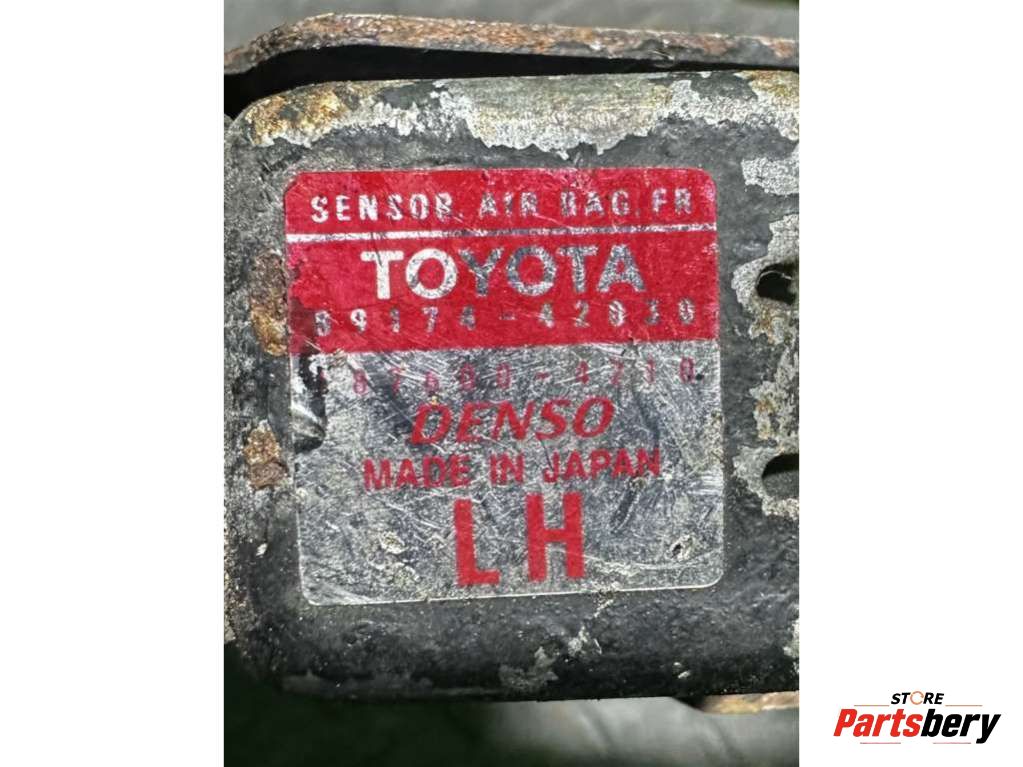 SENSOR, AIR BAG, FR
TOYOTA
89174-42030
DENSO
MADE IN JAPAN
LH
STORE
Partsbery